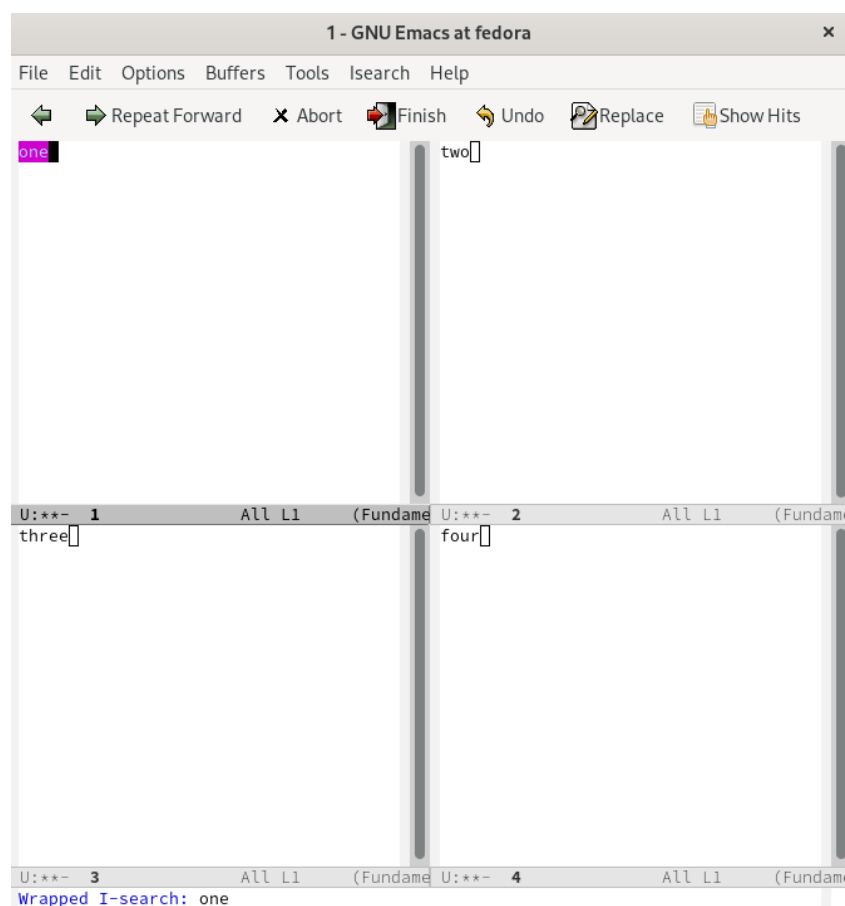 1 - GNU Emacs at fedora ×
File Edit Options Buffers Tools Isearch Help
Repeat Forward Abort Finish Undo Replace Show Hits
one two
U:**- 1 All L1 (Fundame U:**- 2 All L1 (Fundam
three four
U:**- 3 All L1 (Fundame U:**- 4 All L1 (Fundam
Wrapped I-search: one